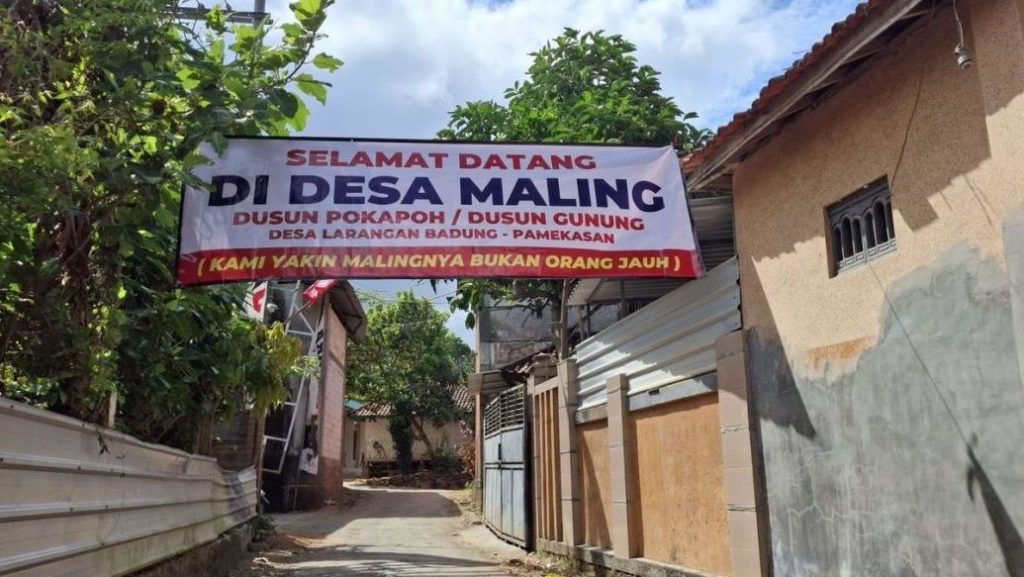 SELAMAT DATANG
DI DESA MALING
DUSUN POKAPOH / DUSUN GUNUNG
DESA LARANGAN BADUNG - PAMEKASAN
( KAMI YAKIN MALINGNYA BUKAN ORANG JAUH )